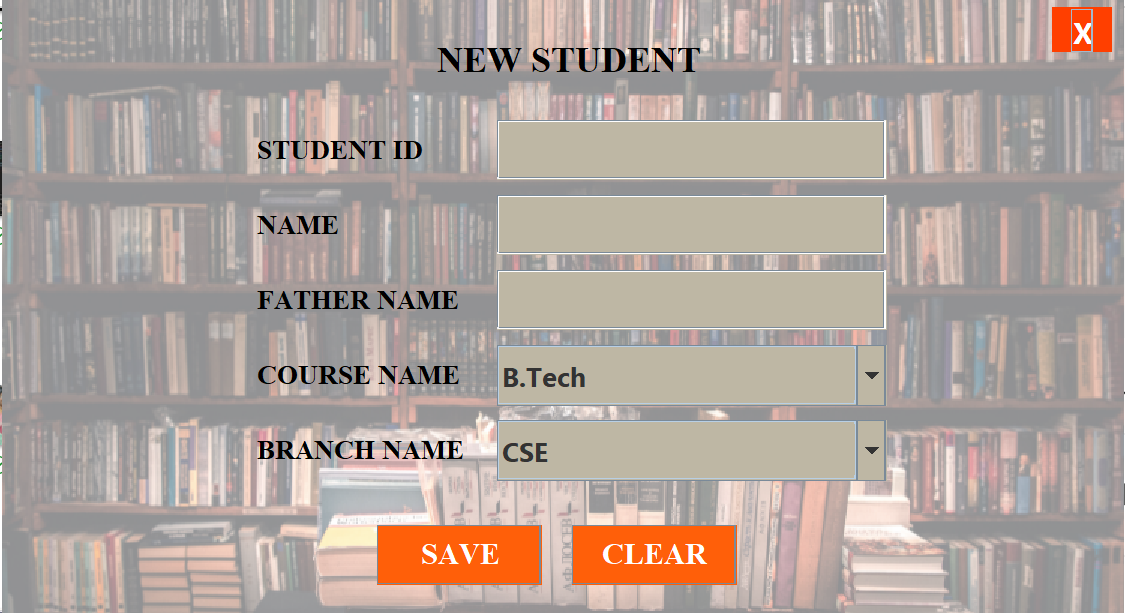 X
NEW STUDENT
STUDENT ID
NAME
FATHER NAME
COURSE NAME B.Tech
BRANCH NAME CSE
SAVE CLEAR